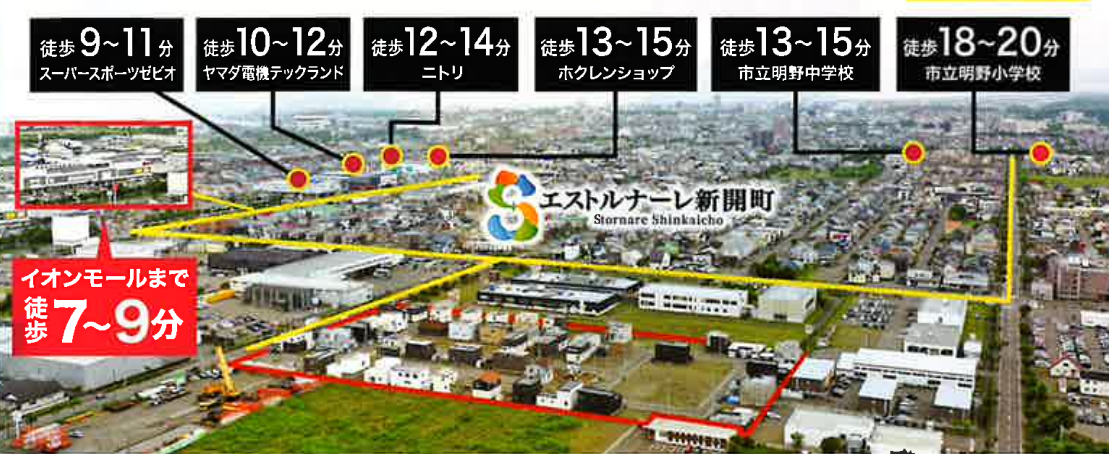 徒歩9～11分
スーパースポーツゼビオ
徒歩10～12分
ヤマダ電機テックランド
徒歩12～14分
ニトリ
徒歩13～15分
ホクレンショップ
徒歩13～15分
市立明野中学校
徒歩18～20分
市立明野小学校
エストルナーレ新開町
Stornare Shinkaicho
イオンモールまで
徒歩7～9分